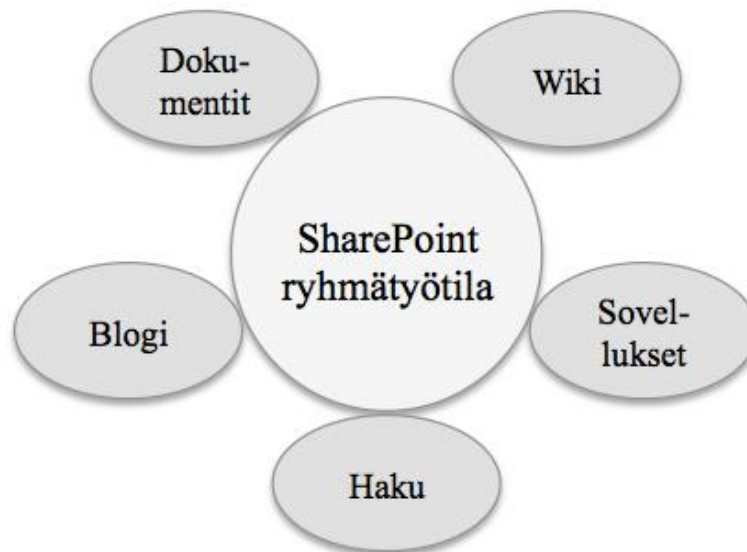 Doku-
mentit
Wiki
SharePoint
ryhmätyötila
Blogi
Sovel-
lukset
Haku